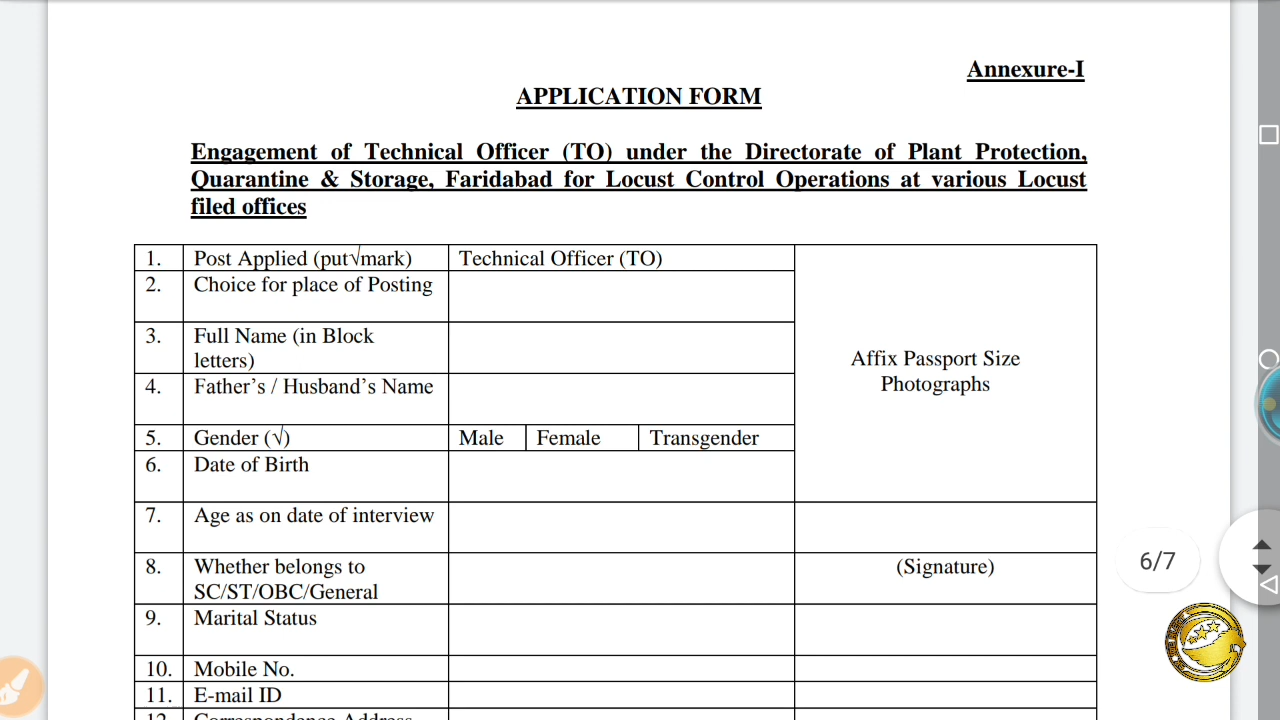 Annexure-I
APPLICATION FORM
Engagement of Technical Officer (TO) under the Directorate of Plant Protection,
Quarantine & Storage, Faridabad for Locust Control Operations at various Locust
filed offices
1. Post Applied (put√mark) Technical Officer (TO)
2. Choice for place of Posting
3. Full Name (in Block
letters)
Affix Passport Size
Photographs
4. Father’s / Husband’s Name
5. Gender (√) Male Female Transgender
6. Date of Birth
7. Age as on date of interview
8. Whether belongs to
SC/ST/OBC/General
(Signature)
9. Marital Status
10. Mobile No.
11. E-mail ID
12. Correspondence Address
6/7